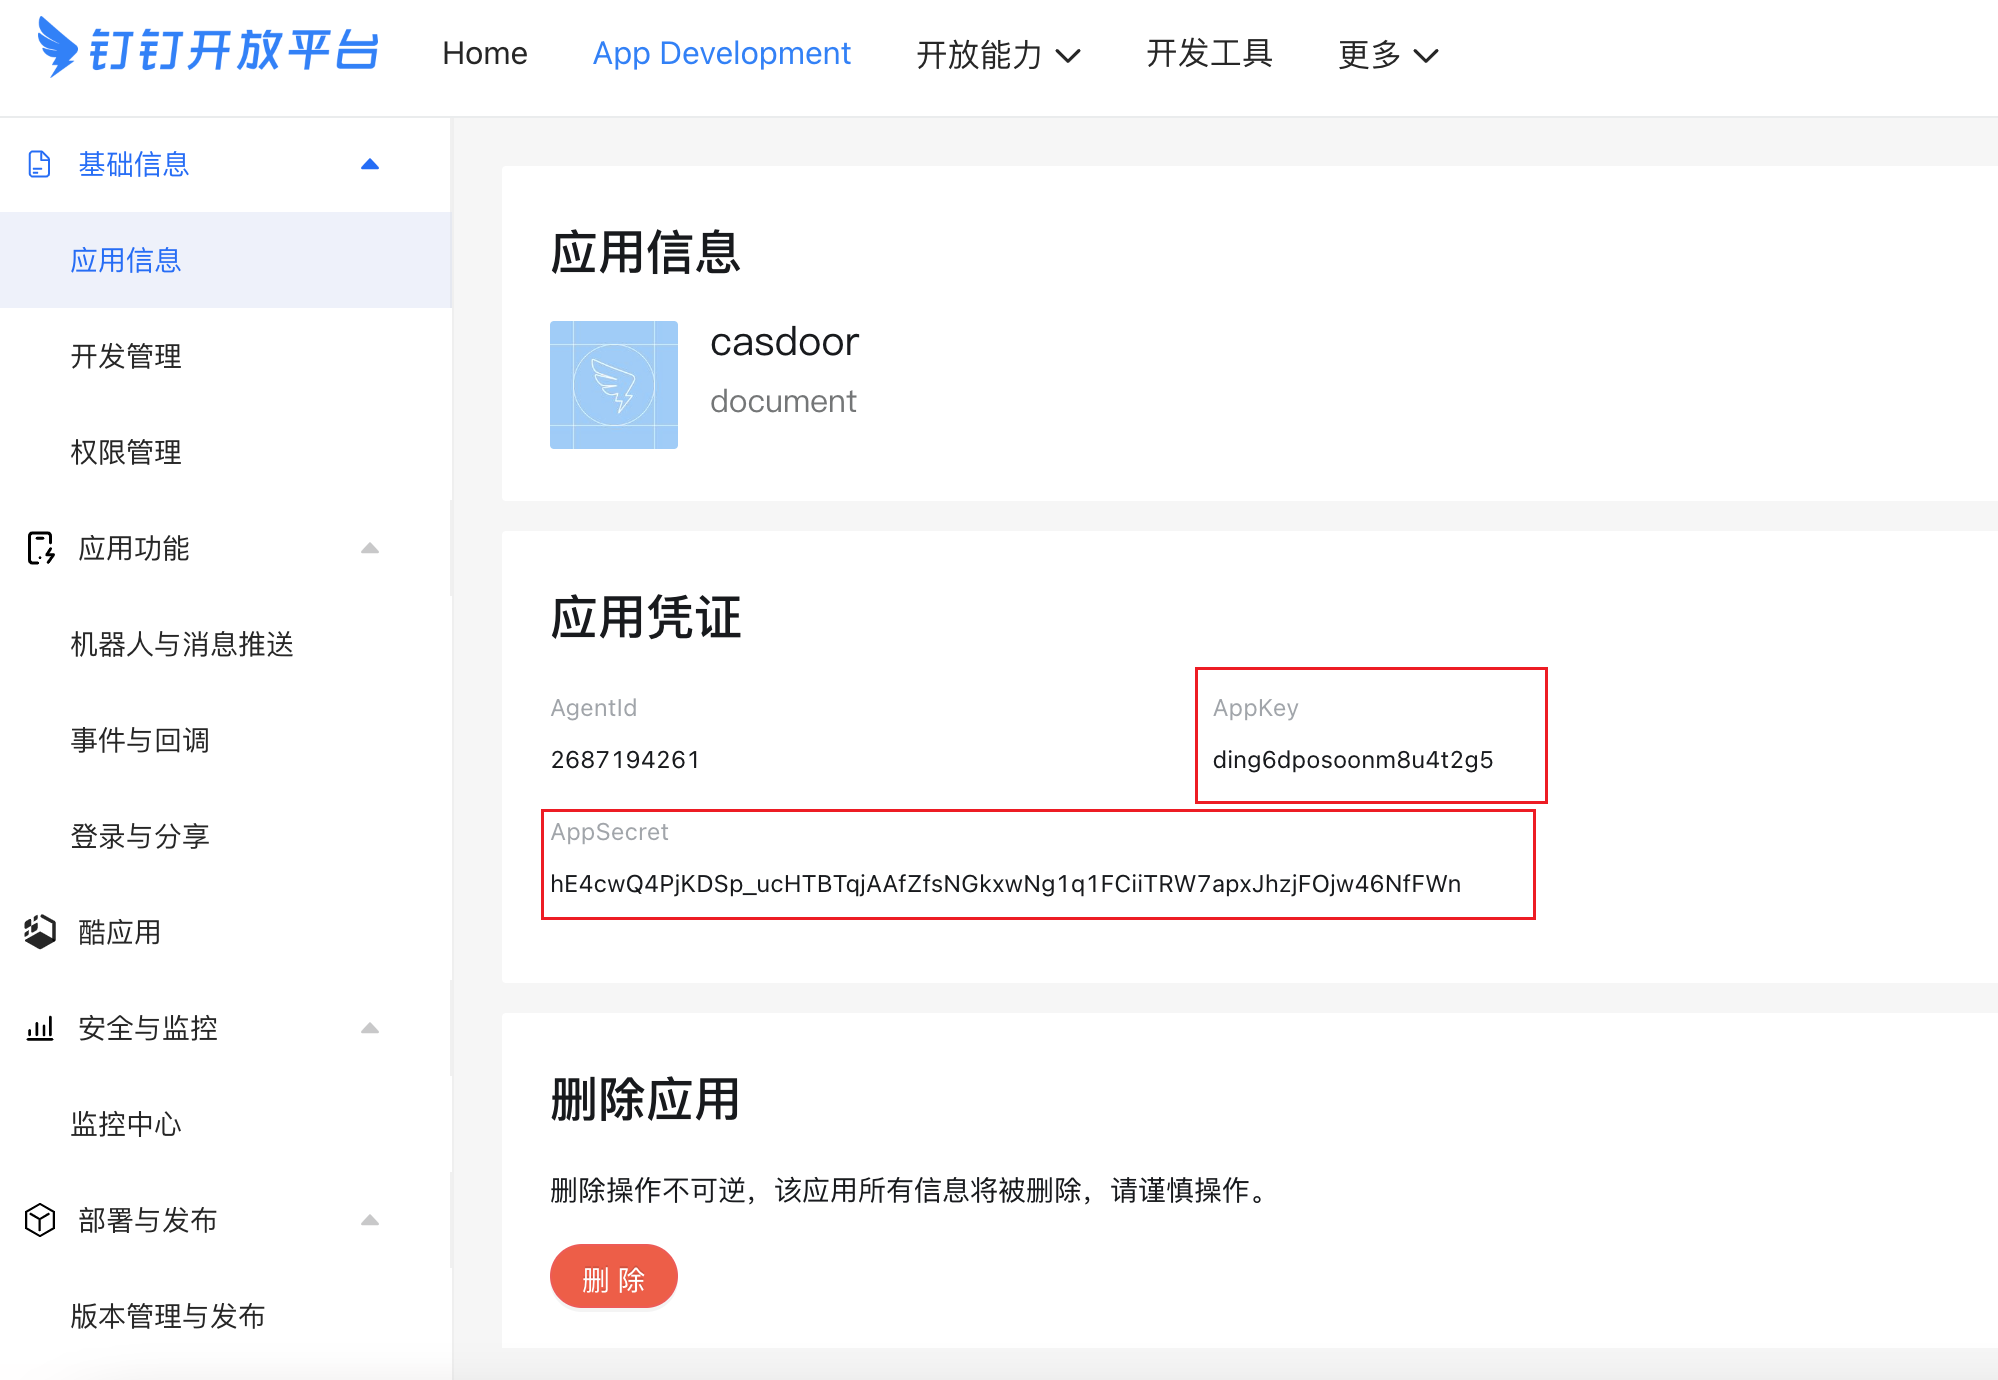 钉钉开放平台 Home App Development 开放能力 开发工具 更多
基础信息
应用信息
开发管理
权限管理
应用功能
机器人与消息推送
事件与回调
登录与分享
酷应用
安全与监控
监控中心
部署与发布
版本管理与发布
应用信息
casdoor
document
应用凭证
AgentId
2687194261
AppKey
ding6dposoonm8u4t2g5
AppSecret
hE4cwQ4PjKDSp_ucHTBTqjAAfZfsNGkxwNg1q1FCiiTRW7apxJhzjFOjw46NfFWn
删除应用
删除操作不可逆，该应用所有信息将被删除，请谨慎操作。
删 除